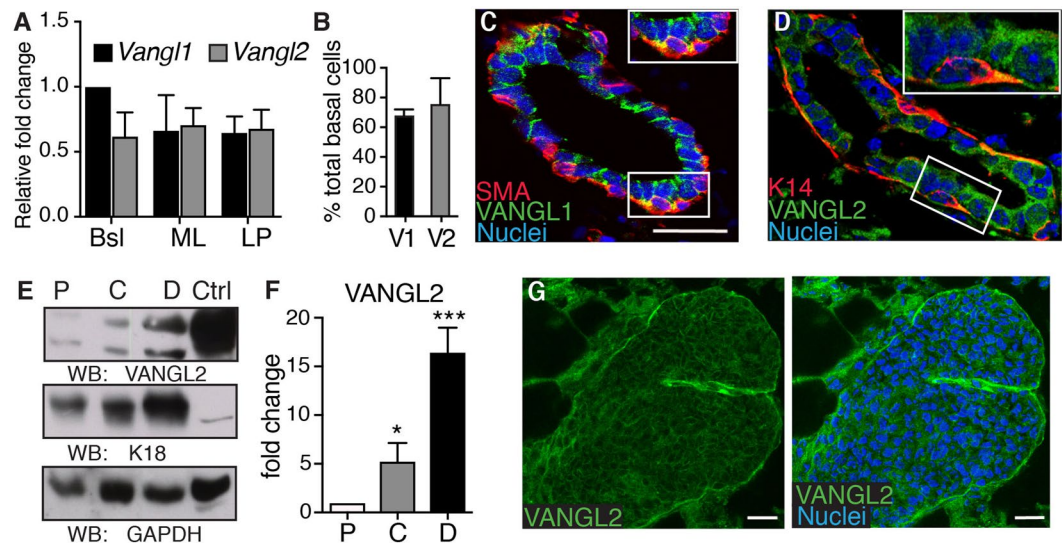 A
Vangl1 Vangl2
Relative fold change
1.5
1.0
0.5
0.0
Bsl ML LP
B
% total basal cells
100
80
60
40
20
0
V1 V2
C
SMA
VANGL1
Nuclei
D
K14
VANGL2
Nuclei
E P C D Ctrl
WB: VANGL2
WB: K18
WB: GAPDH
F VANGL2
fold change
20
15
10
5
0
*
***
P C D
G
VANGL2
VANGL2
Nuclei